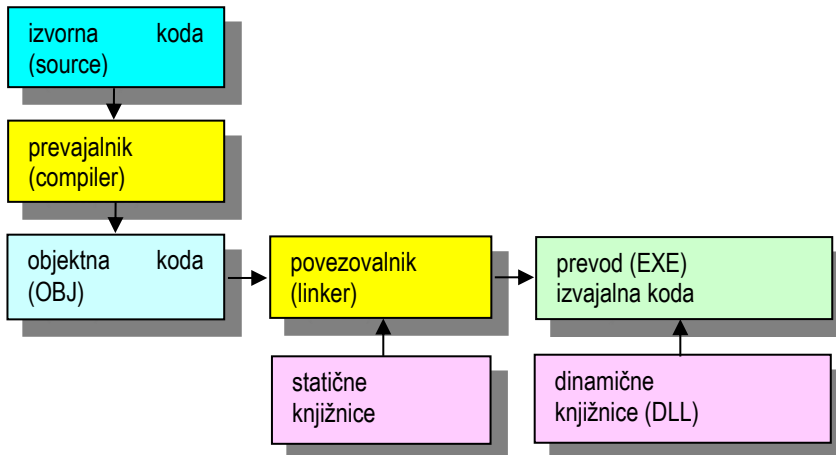 izvorna koda
(source)
prevajalnik
(compiler)
objektna koda
(OBJ)
povezovalnik
(linker)
prevod (EXE)
izvajalna koda
statične
knjižnice
dinamične
knjižnice (DLL)